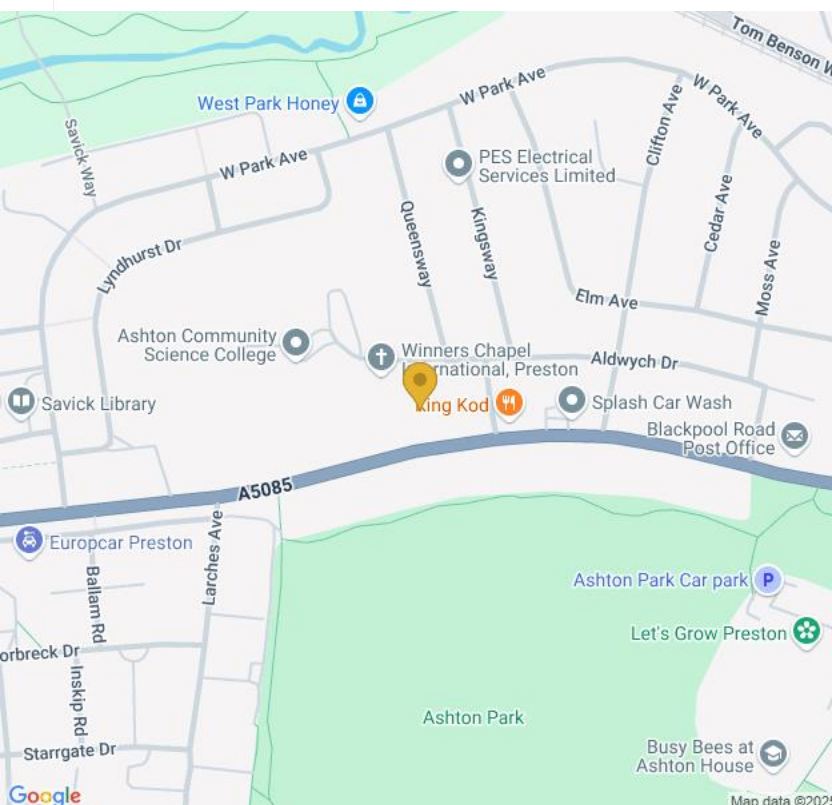 Tom Benson W
West Park Honey
W Park Ave
W Park Ave
Savick Way
PES Electrical
Services Limited
Clifton Ave
W Park Ave
Cedar Ave
Queensway
Kingsway
Lyndhurst Dr
Moss Ave
Elm Ave
Ashton Community
Science College
Winners Chapel
International, Preston
Aldwych Dr
Savick Library
King Kod
Splash Car Wash
Blackpool Road
Post Office
A5085
Europcar Preston
Larches Ave
Ballam Rd
Ashton Park Car park
P
Let's Grow Preston
orbreck Dr
Inskip Rd
Ashton Park
Starrgate Dr
Busy Bees at
Ashton House
Google
Map data ©2025